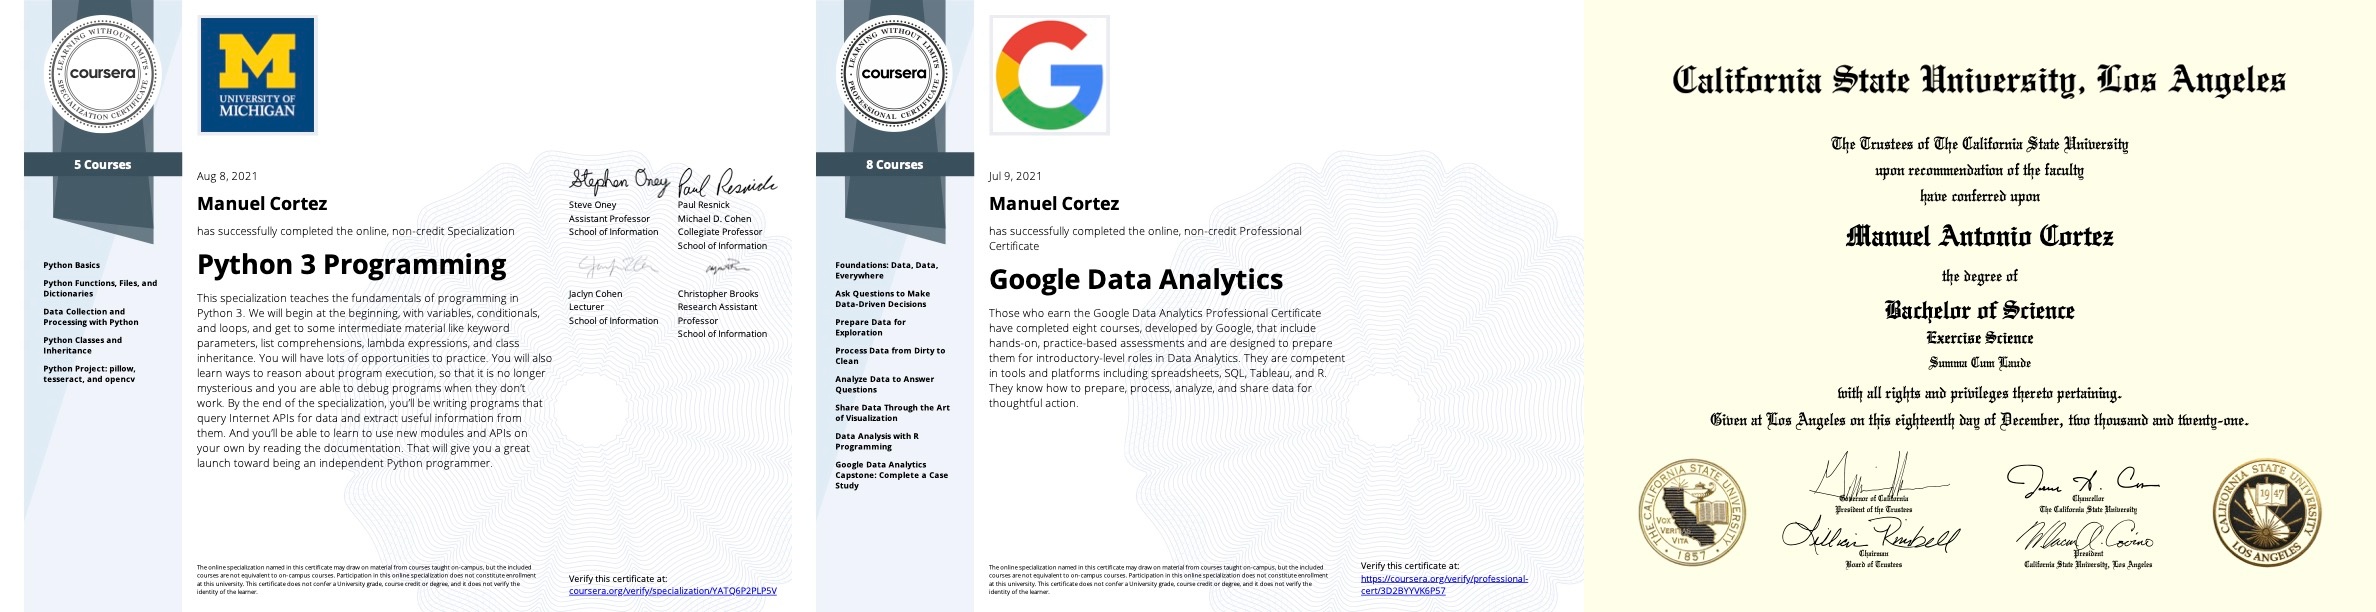 LEARNING WITHOUT LIMITS
coursera
SPECIALIZATION CERTIFICATE
M
UNIVERSITY OF
MICHIGAN
5 Courses
Python Basics
Python Functions, Files, and
Dictionaries
Data Collection and
Processing with Python
Python Classes and
Inheritance
Python Project: pillow,
tesseract, and opencv
Aug 8, 2021
Manuel Cortez
has successfully completed the online, non-credit Specialization
Python 3 Programming
This specialization teaches the fundamentals of programming in
Python 3. We will begin at the beginning, with variables, conditionals,
and loops, and get to some intermediate material like keyword
parameters, list comprehensions, lambda expressions, and class
inheritance. You will have lots of opportunities to practice. You will also
learn ways to reason about program execution, so that it is no longer
mysterious and you are able to debug programs when they don't
work. By the end of the specialization, you'll be writing programs that
query Internet APIs for data and extract useful information from
them. And you'll be able to learn to use new modules and APIs on
your own by reading the documentation. That will give you a great
launch toward being an independent Python programmer.
Stephen Oney
Steve Oney
Assistant Professor
School of Information
Paul Resnick
Paul Resnick
Michael D. Cohen
Collegiate Professor
School of Information
Jaclyn Cohen
Lecturer
School of Information
Christopher Brooks
Research Assistant
Professor
School of Information
The online specialization named in this certificate may draw on material from courses taught on-campus, but the included
courses are not equivalent to on-campus courses. Participation in this online specialization does not constitute enrollment
at this university. This certificate does not confer a University grade, course credit or degree, and it does not verify the
identity of the learner.
Verify this certificate at:
coursera.org/verify/specialization/YATQ6P2PLP5V
LEARNING WITHOUT LIMITS
coursera
PROFESSIONAL CERTIFICATE
G
8 Courses
Foundations: Data, Data,
Everywhere
Ask Questions to Make
Data-Driven Decisions
Prepare Data for
Exploration
Process Data from Dirty to
Clean
Analyze Data to Answer
Questions
Share Data Through the Art
of Visualization
Data Analysis with R
Programming
Google Data Analytics
Capstone: Complete a Case
Study
Jul 9, 2021
Manuel Cortez
has successfully completed the online, non-credit Professional
Certificate
Google Data Analytics
Those who earn the Google Data Analytics Professional Certificate
have completed eight courses, developed by Google, that include
hands-on, practice-based assessments and are designed to prepare
them for introductory-level roles in Data Analytics. They are competent
in tools and platforms including spreadsheets, SQL, Tableau, and R.
They know how to prepare, process, analyze, and share data for
thoughtful action.
The online specialization named in this certificate may draw on material from courses taught on-campus, but the included
courses are not equivalent to on-campus courses. Participation in this online specialization does not constitute enrollment
at this university. This certificate does not confer a University grade, course credit or degree, and it does not verify the
identity of the learner.
Verify this certificate at:
https://coursera.org/verify/professional-
cert/3D2BYYVK6P57
California State University, Los Angeles
The Trustees of The California State University
upon recommendation of the faculty
have conferred upon
Manuel Antonio Cortez
the degree of
Bachelor of Science
Exercise Science
Summa Cum Laude
with all rights and privileges thereto pertaining.
Given at Los Angeles on this eighteenth day of December, two thousand and twenty-one.
THE CALIFORNIA STATE UNIVERSITY
VOX
VERITAS
VITA
1857
Governor of California
President of the Trustees
Chancellor
The California State University
Chairman
Board of Trustees
President
California State University, Los Angeles
CALIFORNIA STATE UNIVERSITY
1947
LOS ANGELES